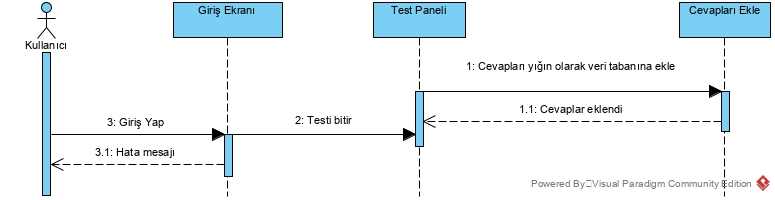 Giriş Ekranı
Test Paneli
Cevapları Ekle
Kullanıcı
1: Cevapları yığın olarak veri tabanına ekle
1.1: Cevaplar eklendi
3: Giriş Yap
2: Testi bitir
3.1: Hata mesajı
Powered By□Visual Paradigm Community Edition